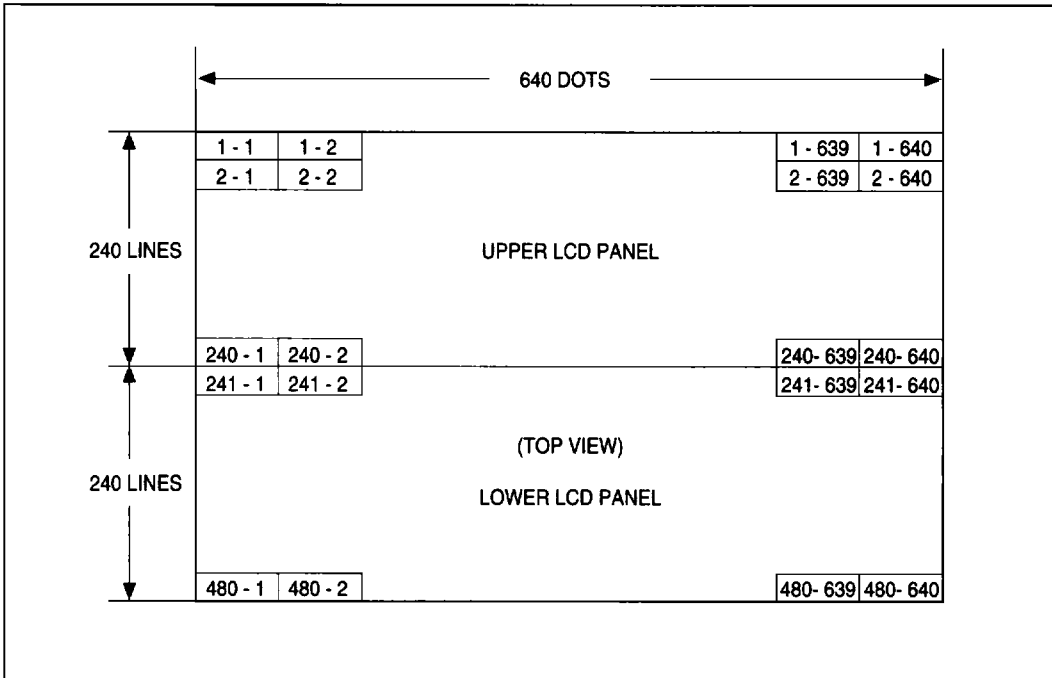 640 DOTS
1 - 1 1 - 2 1 - 639 1 - 640
2 - 1 2 - 2 2 - 639 2 - 640
240 LINES UPPER LCD PANEL
240 - 1 240 - 2 240- 639 240- 640
241 - 1 241 - 2 241- 639 241- 640
(TOP VIEW)
240 LINES
LOWER LCD PANEL
480 - 1 480 - 2 480- 639 480- 640